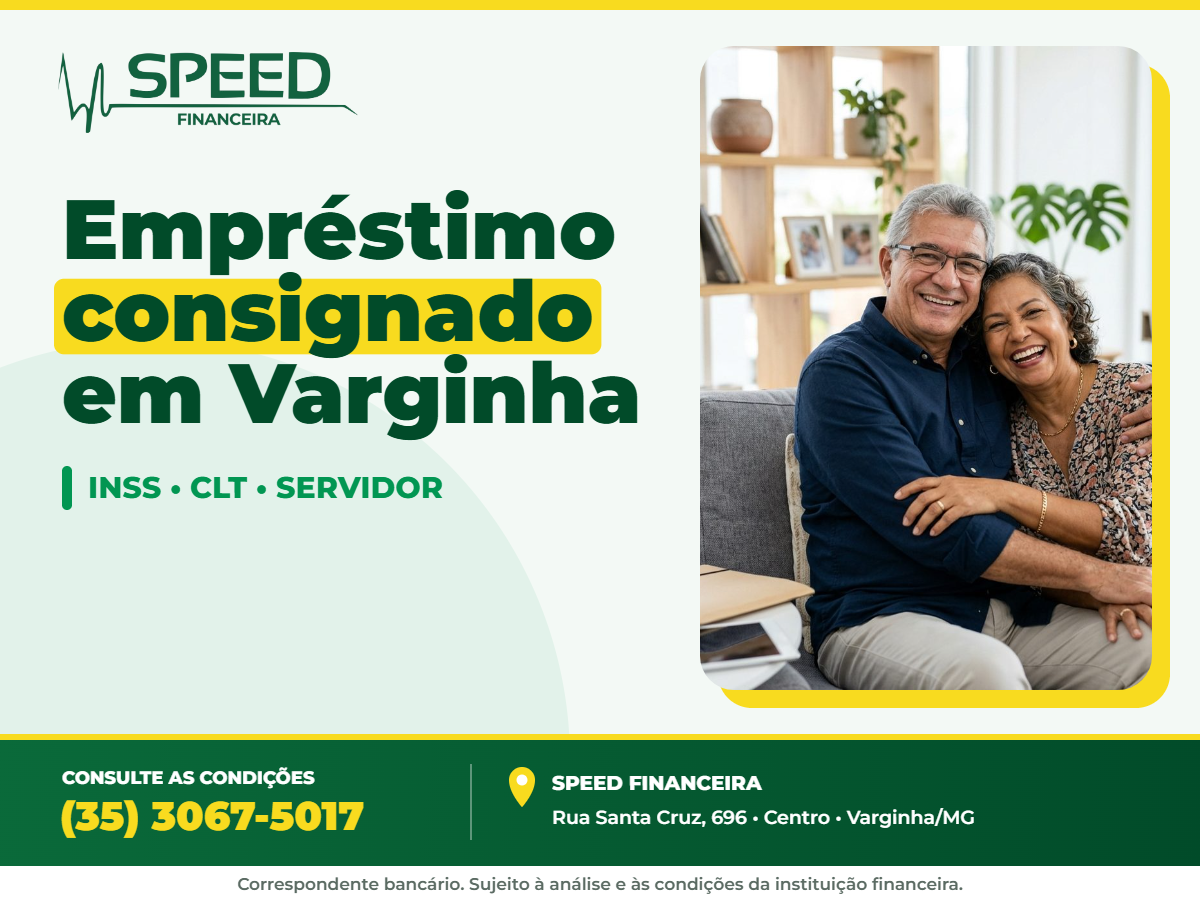 SPEED
FINANCEIRA
Empréstimo
consignado
em Varginha
INSS • CLT • SERVIDOR
CONSULTE AS CONDIÇÕES
(35) 3067-5017
SPEED FINANCEIRA
Rua Santa Cruz, 696 • Centro • Varginha/MG
Correspondente bancário. Sujeito à análise e às condições da instituição financeira.